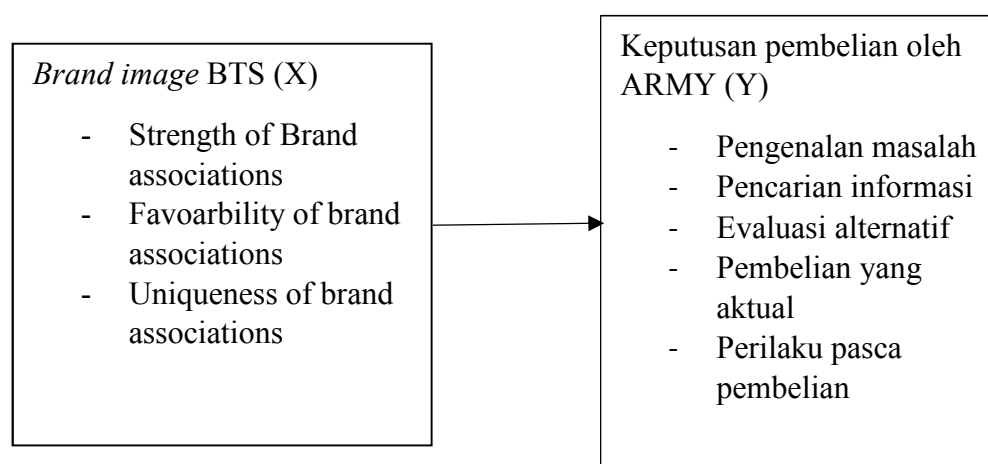 Brand image BTS (X)
- Strength of Brand
associations
- Favoarbility of brand
associations
- Uniqueness of brand
associations
Keputusan pembelian oleh
ARMY (Y)
- Pengenalan masalah
- Pencarian informasi
- Evaluasi alternatif
- Pembelian yang
aktual
- Perilaku pasca
pembelian